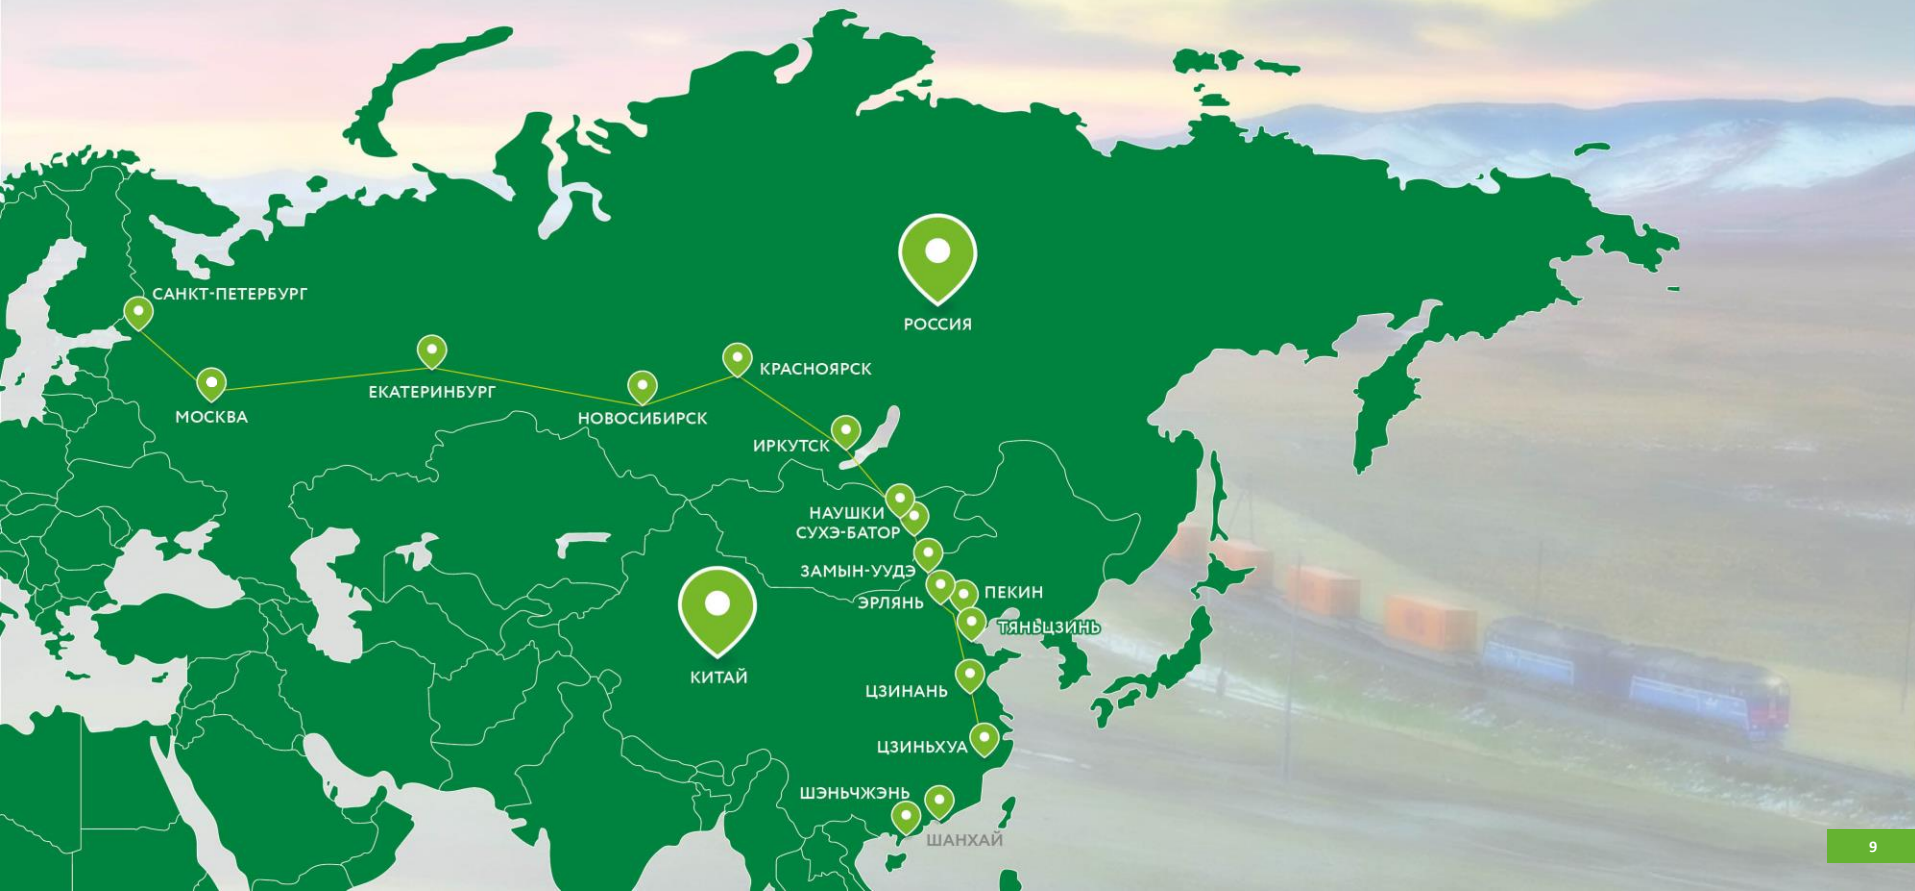 САНКТ-ПЕТЕРБУРГ
РОССИЯ
ЕКАТЕРИНБУРГ
КРАСНОЯРСК
МОСКВА
НОВОСИБИРСК
ИРКУТСК
НАУШКИ
СУХЭ-БАТОР
ЗАМЫН-УУДЭ
ПЕКИН
ЭРЛЯНЬ
ТЯНЬЦЗИНЬ
КИТАЙ
ЦЗИНАНЬ
ЦЗИНЬХУА
ШЭНЬЧЖЭНЬ
ШАНХАЙ
9